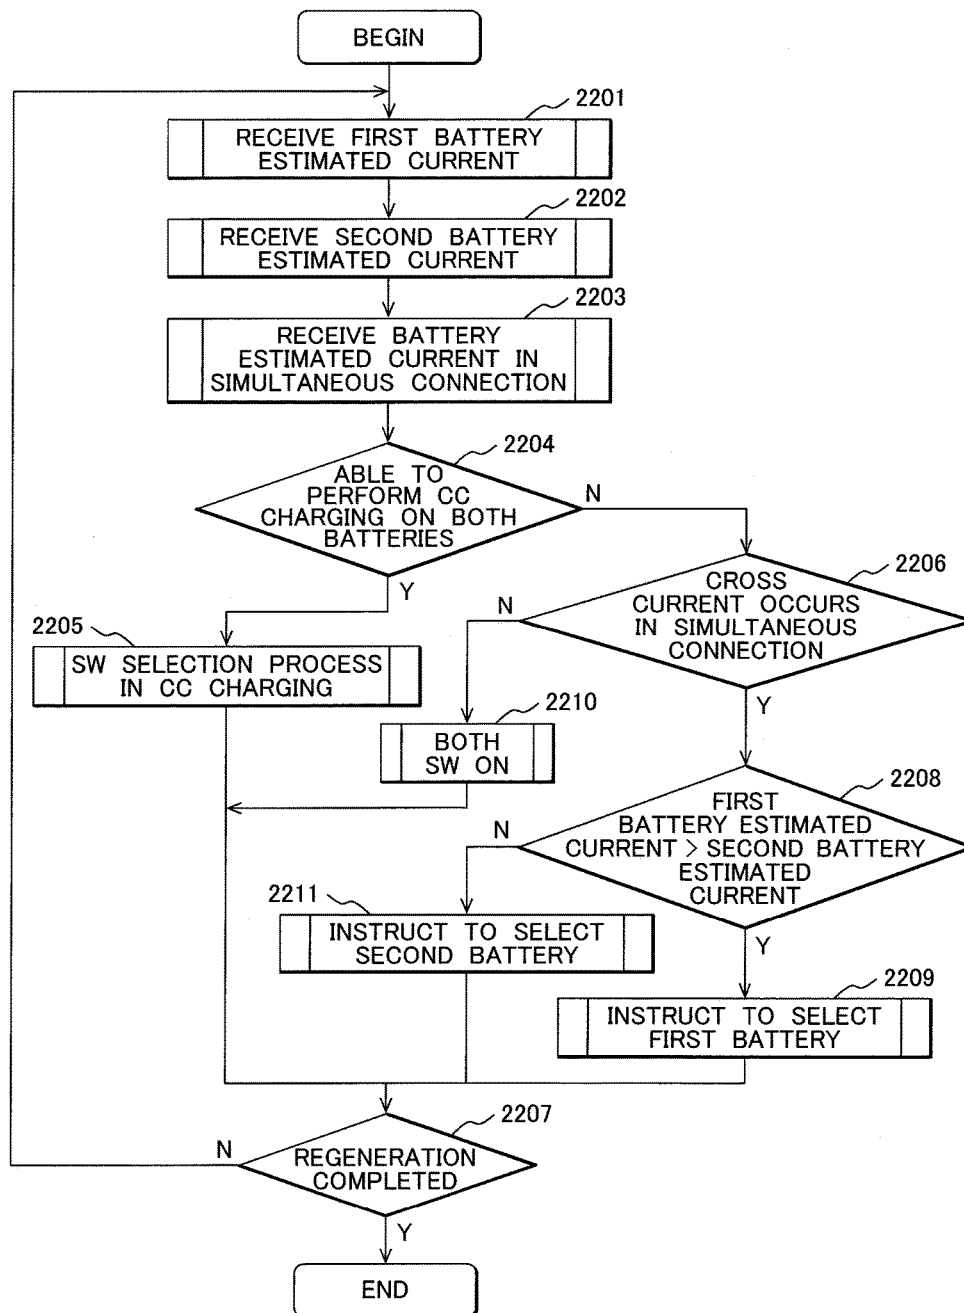 BEGIN
2201
RECEIVE FIRST BATTERY
ESTIMATED CURRENT
2202
RECEIVE SECOND BATTERY
ESTIMATED CURRENT
2203
RECEIVE BATTERY
ESTIMATED CURRENT IN
SIMULTANEOUS CONNECTION
2204
ABLE TO
PERFORM CC
CHARGING ON BOTH
BATTERIES
N
Y
2206
CROSS
CURRENT OCCURS
IN SIMULTANEOUS
CONNECTION
N
Y
2205
SW SELECTION PROCESS
IN CC CHARGING
2210
BOTH
SW ON
2208
FIRST
BATTERY ESTIMATED
CURRENT > SECOND BATTERY
ESTIMATED
CURRENT
N
Y
2211
INSTRUCT TO SELECT
SECOND BATTERY
2209
INSTRUCT TO SELECT
FIRST BATTERY
2207
REGENERATION
COMPLETED
N
Y
END